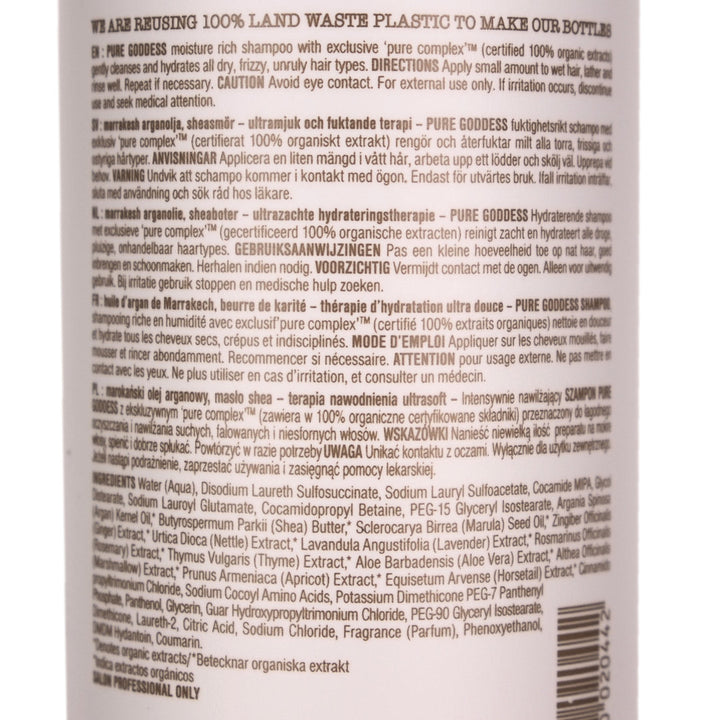 WE ARE REUSING 100% LAND WASTE PLASTIC TO MAKE OUR BOTTLES
EN : PURE GODDESS moisture rich shampoo with exclusive 'pure complex'™ (certified 100% organic extracts)
gently cleanses and hydrates all dry, frizzy, unruly hair types. DIRECTIONS Apply small amount to wet hair, lather and
rinse well. Repeat if necessary. CAUTION Avoid eye contact. For external use only. If irritation occurs, discontinue
use and seek medical attention.
SV : marrakesh arganolja, sheasmör – ultramjuk och fuktande terapi – PURE GODDESS fuktighetsrikt schampo med
exklusiv 'pure complex'™ (certifierat 100% organiskt extrakt) rengör och återfuktar milt alla torra, frissiga och
ostyriga hårtyper. ANVISNINGAR Applicera en liten mängd i vått hår, arbeta upp ett lödder och skölj väl. Upprepa vid
behov. VARNING Undvik att schampo kommer i kontakt med ögon. Endast för utvärtes bruk. Ifall irritation inträffar,
sluta med användning och sök råd hos läkare.
NL : marrakesh arganolie, sheaboter – ultrazachte hydrateringstherapie – PURE GODDESS Hydraterende shampoo
met exclusieve 'pure complex'™ (gecertificeerd 100% organische extracten) reinigt zacht en hydrateert alle droge,
pluizige, onhandelbaar haartypes. GEBRUIKSAANWIJZINGEN Pas een kleine hoeveelheid toe op nat haar, goed
inbrengen en schoonmaken. Herhalen indien nodig. VOORZICHTIG Vermijdt contact met de ogen. Alleen voor uitwendig
gebruik. Bij irritatie gebruik stoppen en medische hulp zoeken.
FR : huile d'argan de Marrakech, beurre de karité – thérapie d'hydratation ultra douce – PURE GODDESS SHAMPOO,
shampooing riche en humidité avec exclusif'pure complex'™ (certifié 100% extraits organiques) nettoie en douceur
et hydrate tous les cheveux secs, crépus et indisciplinés. MODE D'EMPLOI Appliquer sur les cheveux mouillés, faire
mousser et rincer abondamment. Recommencer si nécessaire. ATTENTION pour usage externe. Ne pas mettre en
contact avec les yeux. Ne plus utiliser en cas d'irritation, et consulter un médecin.
PL : marokański olej arganowy, masło shea – terapia nawodnienia ultrasoft – Intensywnie nawilżający SZAMPON PURE
GODDESS z ekskluzywnym 'pure complex'™ (zawiera w 100% organiczne certyfikowane składniki) przeznaczony do łagodnego
oczyszczania i nawilżania suchych, falowanych i niesfornych włosów. WSKAZÓWKI Nanieść niewielką ilość preparatu na mokre
włosy, spenić i dobrze spłukać. Powtórzyć w razie potrzeby UWAGA Unikać kontaktu z oczami. Wyłącznie dla użytku zewnętrznego.
Jeżeli nastąpi podrażnienie, zaprzestać używania i zasięgnąć pomocy lekarskiej.
INGREDIENTS Water (Aqua), Disodium Laureth Sulfosuccinate, Sodium Lauryl Sulfoacetate, Cocamide MIPA, Glycol
Distearate, Sodium Lauroyl Glutamate, Cocamidopropyl Betaine, PEG-15 Glyceryl Isostearate, Argania Spinosa
(Argan) Kernel Oil,* Butyrospermum Parkii (Shea) Butter,* Sclerocarya Birrea (Marula) Seed Oil,* Zingiber Officinalis
(Ginger) Extract,* Urtica Dioca (Nettle) Extract,* Lavandula Angustifolia (Lavender) Extract,* Rosmarinus Officinalis
(Rosemary) Extract,* Thymus Vulgaris (Thyme) Extract,* Aloe Barbadensis (Aloe Vera) Extract,* Althea Officinalis
(Marshmallow) Extract,* Prunus Armeniaca (Apricot) Extract,* Equisetum Arvense (Horsetail) Extract,* Cinnamido
propyltrimonium Chloride, Sodium Cocoyl Amino Acids, Potassium Dimethicone PEG-7 Panthenyl
Phosphate, Panthenol, Glycerin, Guar Hydroxypropyltrimonium Chloride, PEG-90 Glyceryl Isostearate,
Dimethicone, Laureth-2, Citric Acid, Sodium Chloride, Fragrance (Parfum), Phenoxyethanol,
DMDM Hydantoin, Coumarin.
*Denotes organic extracts/*Betecknar organiska extrakt
*Indica extractos orgánicos
SALON PROFESSIONAL ONLY
020442